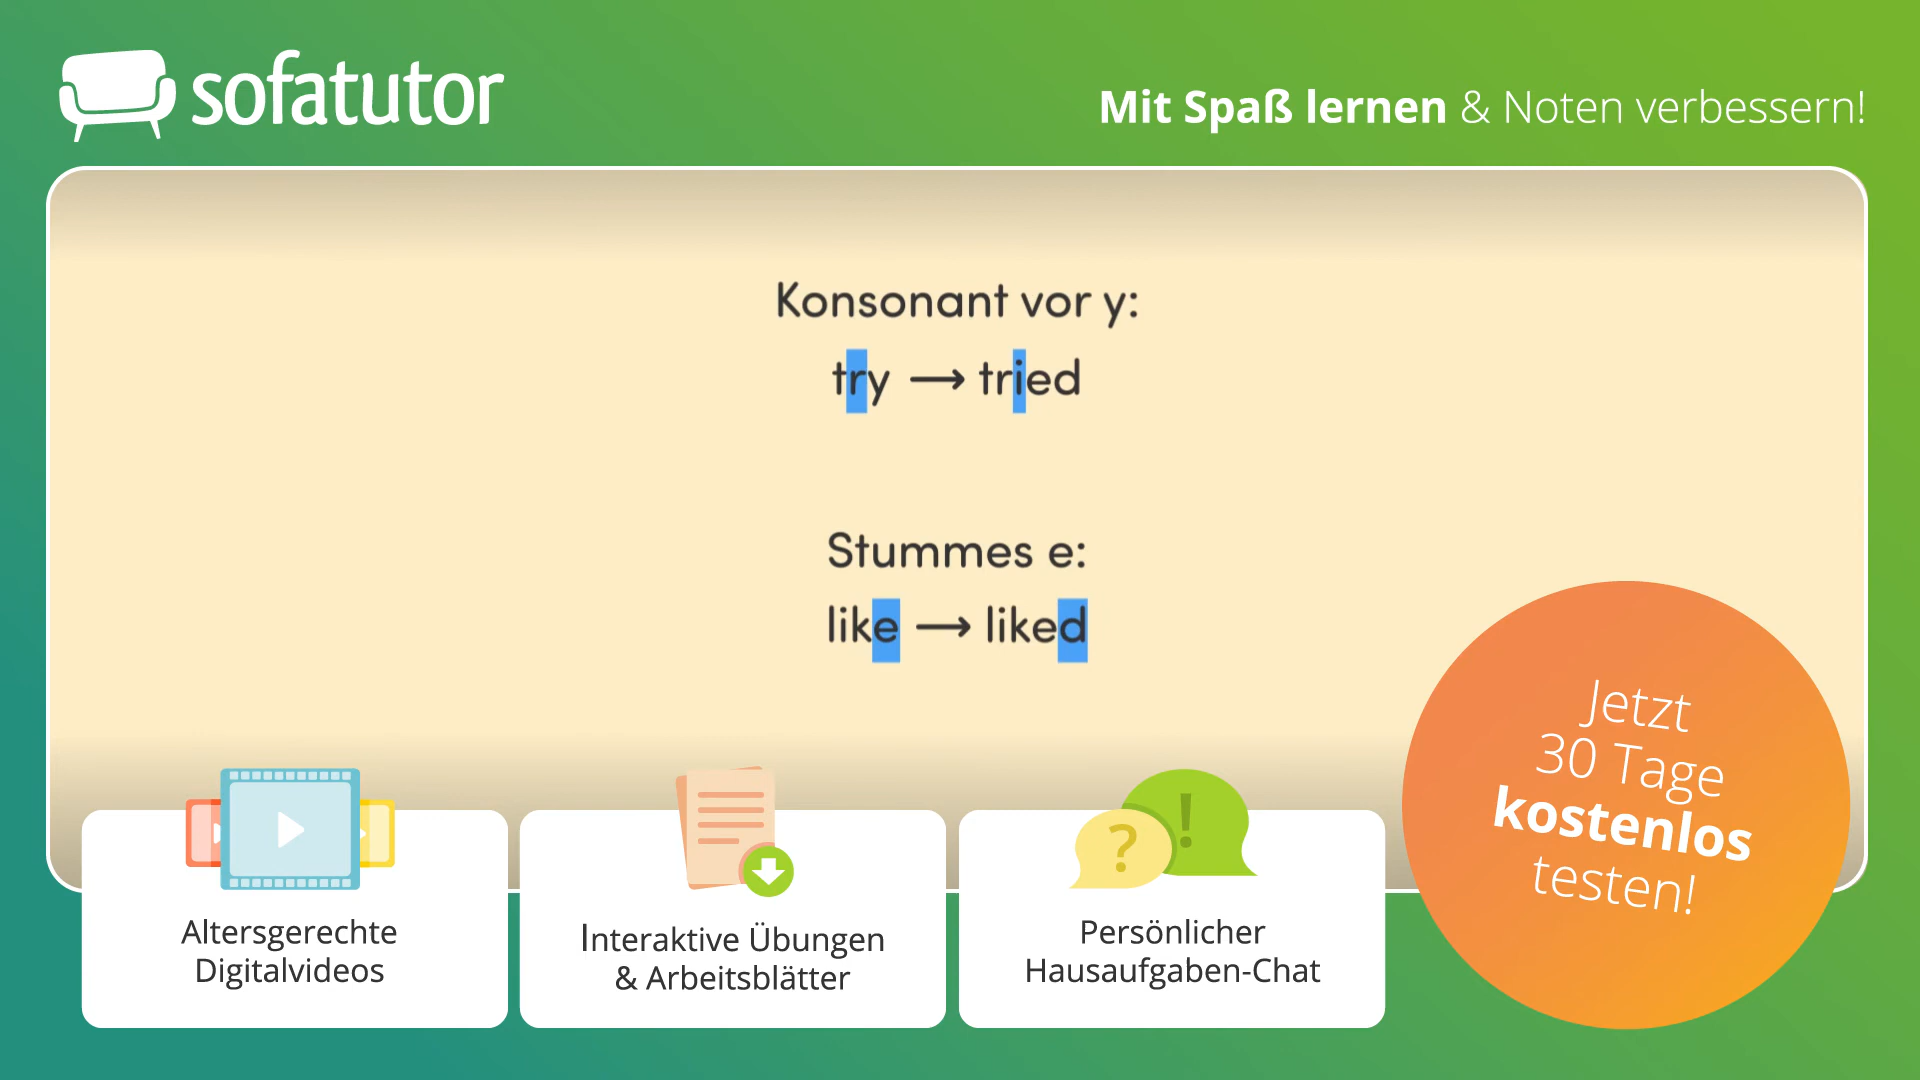 sofatutor
Mit Spaß lernen & Noten verbessern!
Konsonant vor y:
try ⟶ tried
Stummes e:
like ⟶ liked
Jetzt
30 Tage
kostenlos
testen!
? !
Altersgerechte
Digitalvideos
Interaktive Übungen
& Arbeitsblätter
Persönlicher
Hausaufgaben-Chat